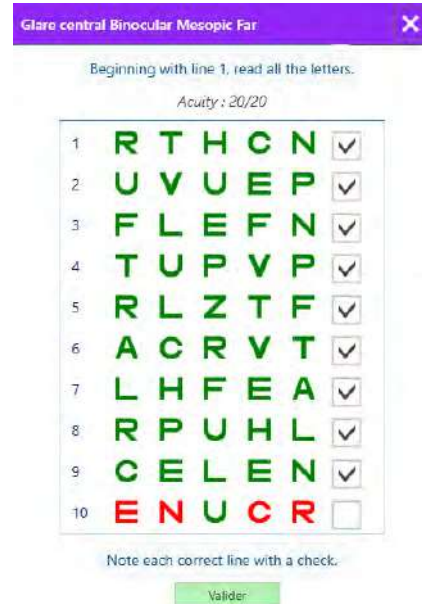 Glare central Binocular Mesopic Far
Beginning with line 1, read all the letters.
Acuity : 20/20
1 R T H C N
2 U V U E P
3 F L E F N
4 T U P V P
5 R L Z T F
6 A C R V T
7 L H F E A
8 R P U H L
9 C E L E N
10 E N U C R
Note each correct line with a check.
Valider